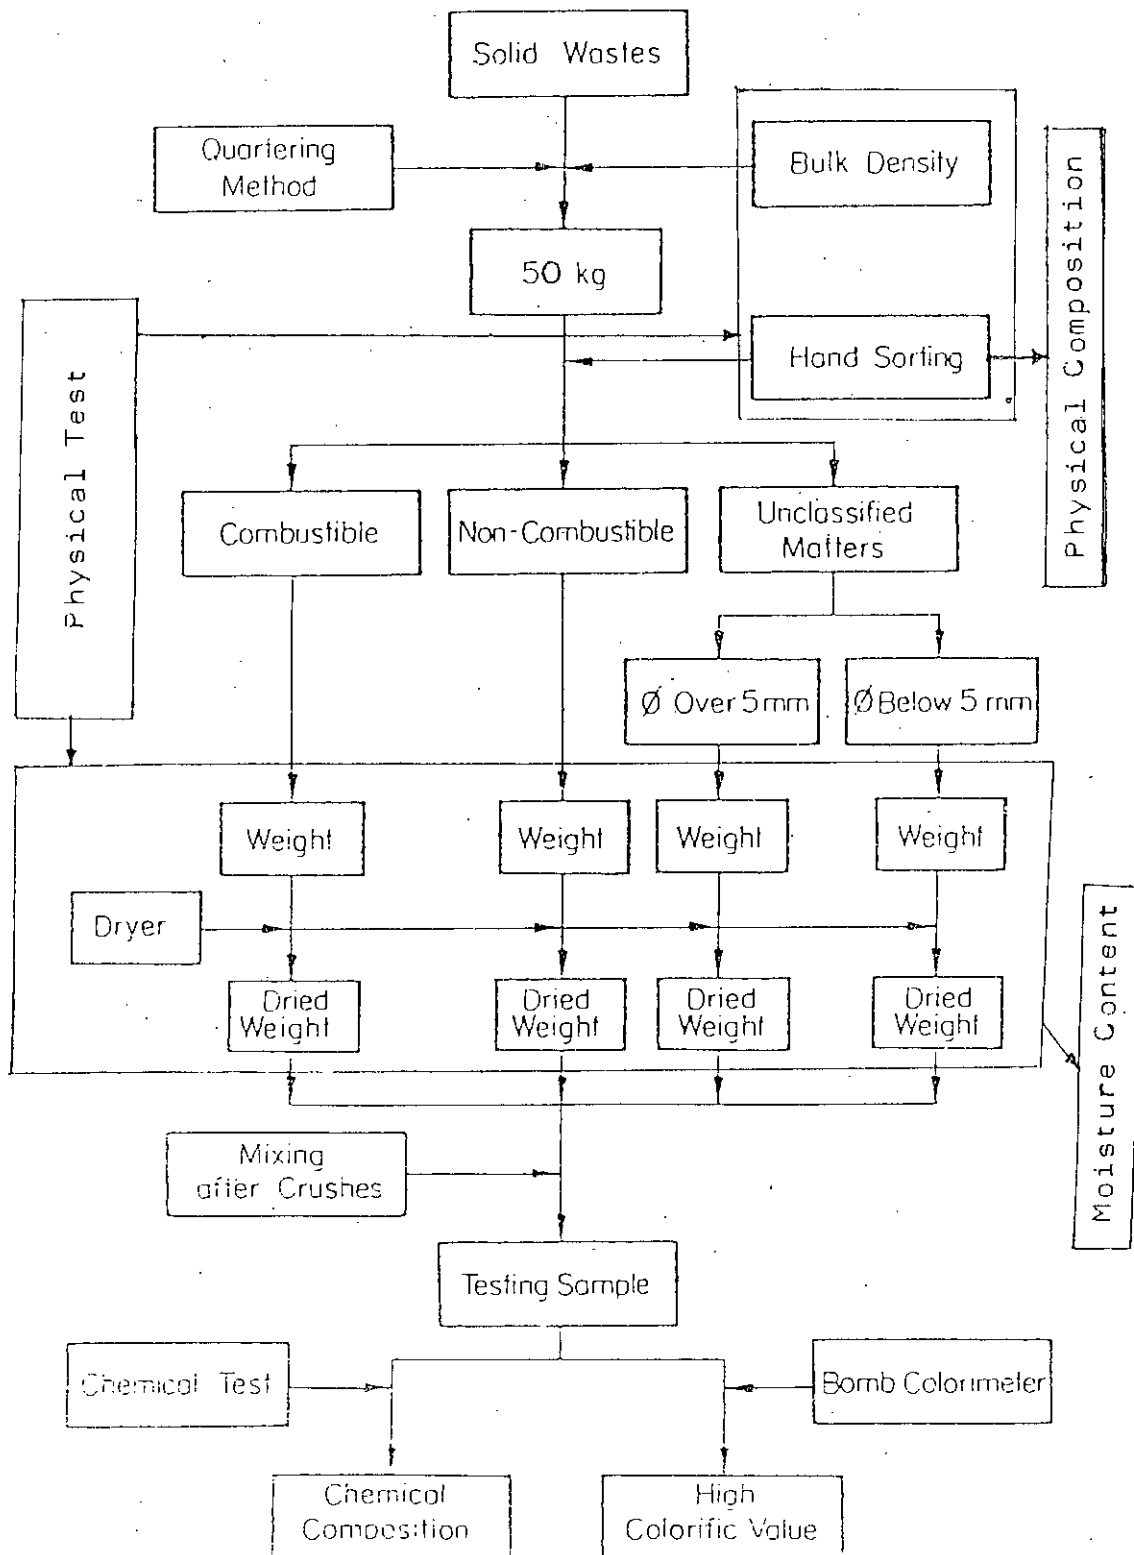 Solid Wastes
Quartering
Method
Bulk Density
50 kg
Hand Sorting
Physical Composition
Physical Test
Combustible
Non-Combustible
Unclassified
Matters
Ø Over 5 mm
Ø Below 5 mm
Weight
Weight
Weight
Weight
Dryer
Dried
Weight
Dried
Weight
Dried
Weight
Dried
Weight
Moisture Content
Mixing
after Crushes
Testing Sample
Chemical Test
Bomb Colorimeter
Chemical
Composition
High
Colorific Value